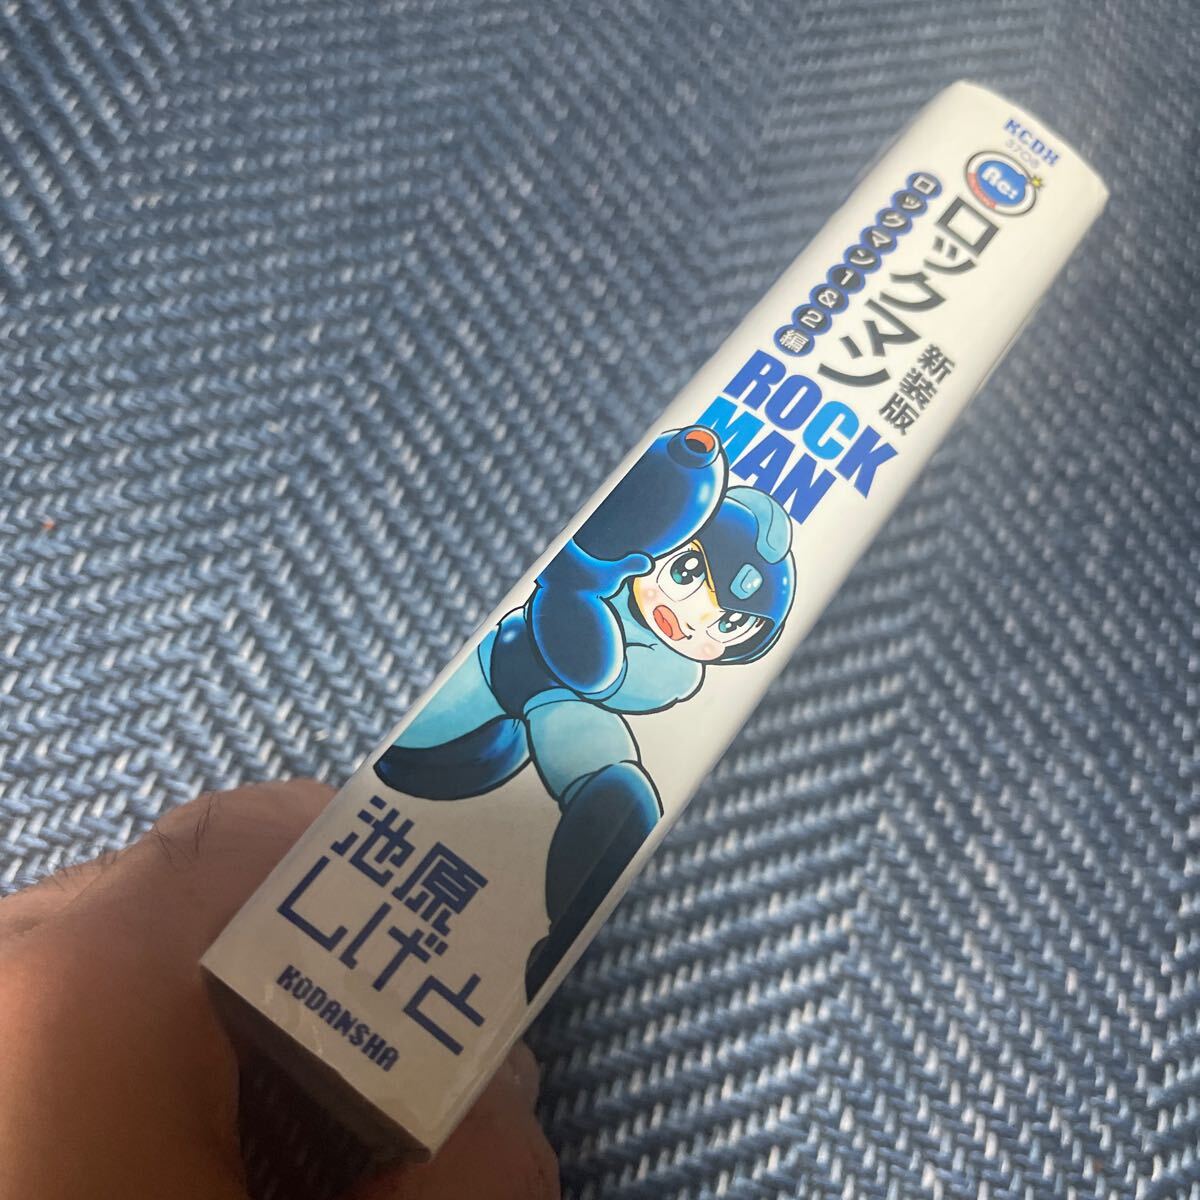 KCDX
3708
Re:
ロックマン
新装版
ロックマン1&2編
ROCK
MAN
池原
しげと
KODANSHA